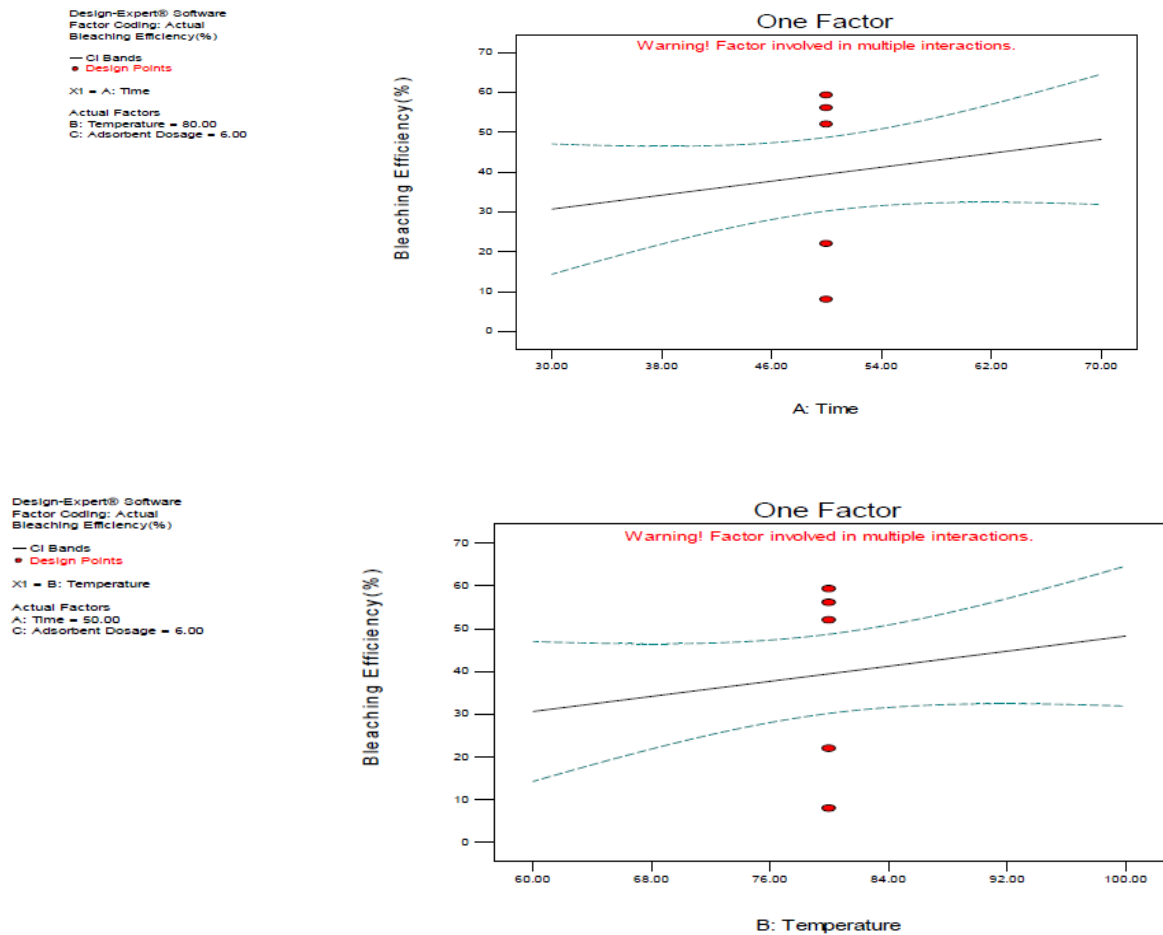 Design-Expert® Software
Factor Coding: Actual
Bleaching Efficiency(%)
CI Bands
Design Points
X1 = A: Time
Actual Factors
B: Temperature = 80.00
C: Adsorbent Dosage = 6.00
One Factor
Warning! Factor involved in multiple interactions.
Bleaching Efficiency(%)
70
60
50
40
30
20
10
0
30.00 38.00 46.00 54.00 62.00 70.00
A: Time
Design-Expert® Software
Factor Coding: Actual
Bleaching Efficiency(%)
CI Bands
Design Points
X1 = B: Temperature
Actual Factors
A: Time = 50.00
C: Adsorbent Dosage = 6.00
One Factor
Warning! Factor involved in multiple interactions.
Bleaching Efficiency(%)
70
60
50
40
30
20
10
0
60.00 68.00 76.00 84.00 92.00 100.00
B: Temperature